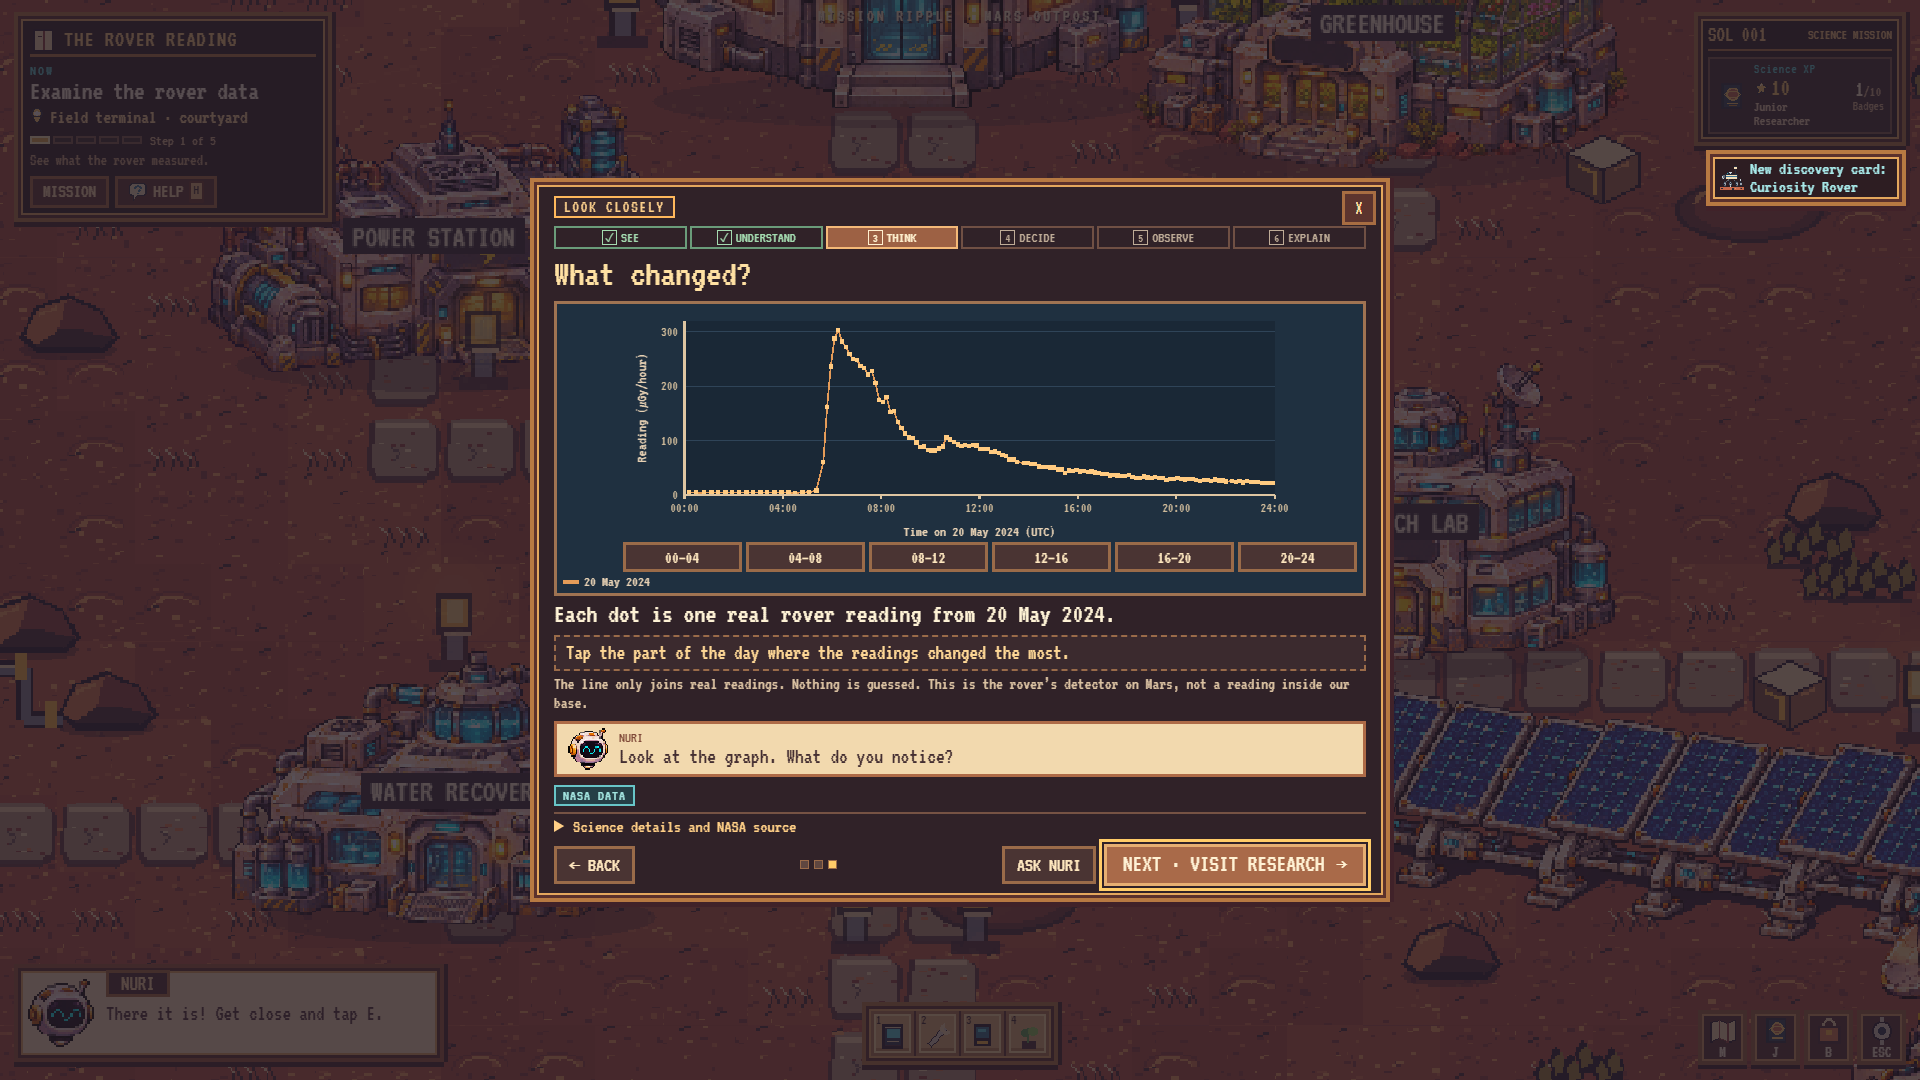 MISSION RIPPLE · MARS OUTPOST
GREENHOUSE
THE ROVER READING
NOW
Examine the rover data
Field terminal · courtyard
Step 1 of 5
See what the rover measured.
MISSION
HELP H
SOL 001
SCIENCE MISSION
Science XP
10
Junior Researcher
1/10
Badges
New discovery card:
Curiosity Rover
POWER STATION
CH LAB
WATER RECOVER
LOOK CLOSELY
X
SEE
UNDERSTAND
3 THINK
4 DECIDE
5 OBSERVE
6 EXPLAIN
What changed?
Reading (μGy/hour)
300
200
100
0
00:00 04:00 08:00 12:00 16:00 20:00 24:00
Time on 20 May 2024 (UTC)
00–04 04–08 08–12 12–16 16–20 20–24
20 May 2024
Each dot is one real rover reading from 20 May 2024.
Tap the part of the day where the readings changed the most.
The line only joins real readings. Nothing is guessed. This is the rover's detector on Mars, not a reading inside our
base.
NURI
Look at the graph. What do you notice?
NASA DATA
Science details and NASA source
← BACK
ASK NURI
NEXT · VISIT RESEARCH →
NURI
There it is! Get close and tap E.
1 2 3 4
M J B ESC